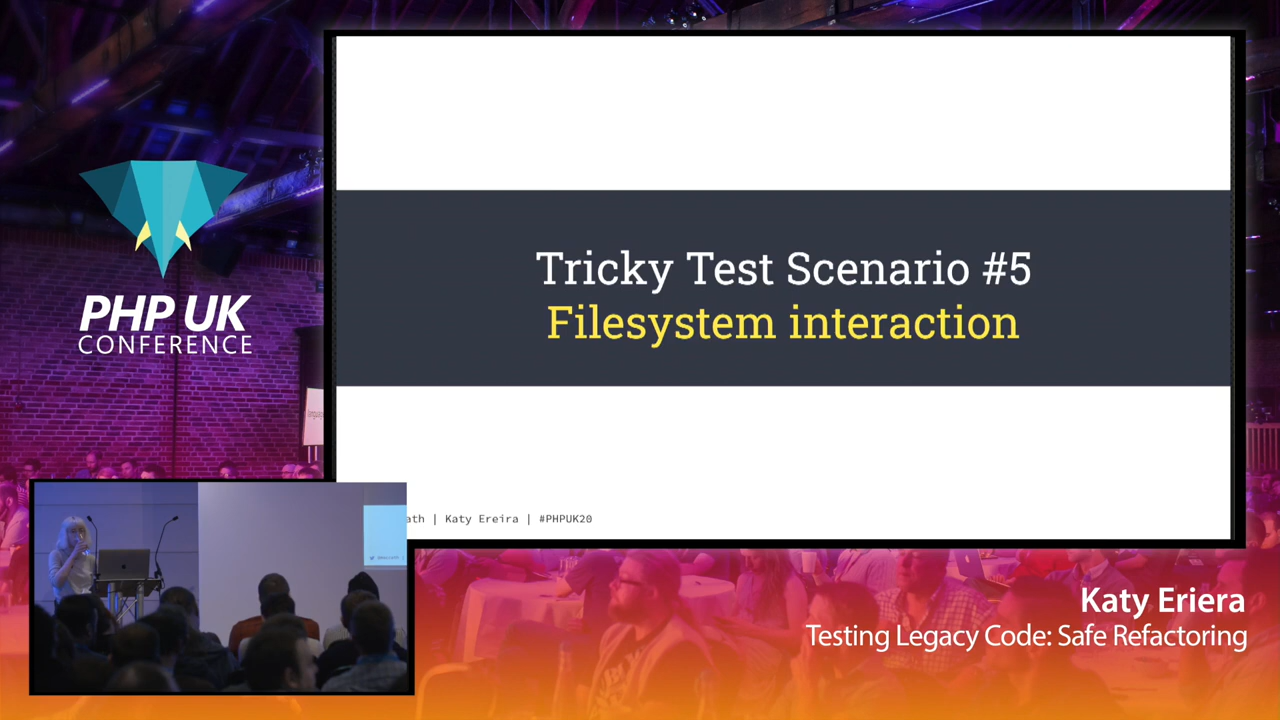 PHP UK
CONFERENCE
Tricky Test Scenario #5
Filesystem interaction
ath | Katy Ereira | #PHPUK20
Katy Eriera
Testing Legacy Code: Safe Refactoring